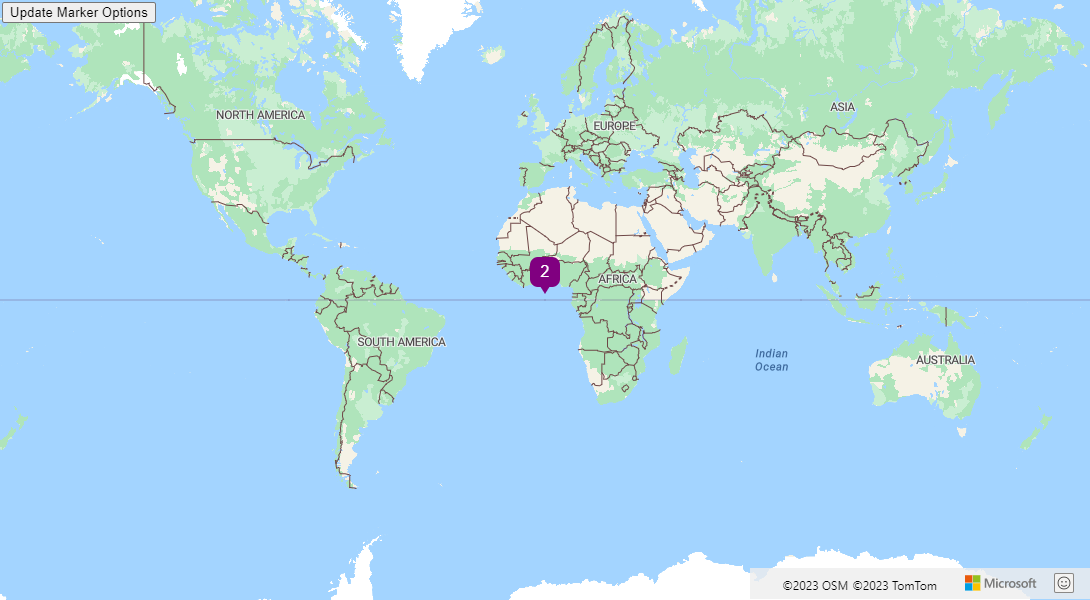 Update Marker Options
NORTH AMERICA
ASIA
EUROPE
2
AFRICA
SOUTH AMERICA
Indian
Ocean
AUSTRALIA
©2023 OSM ©2023 TomTom
Microsoft